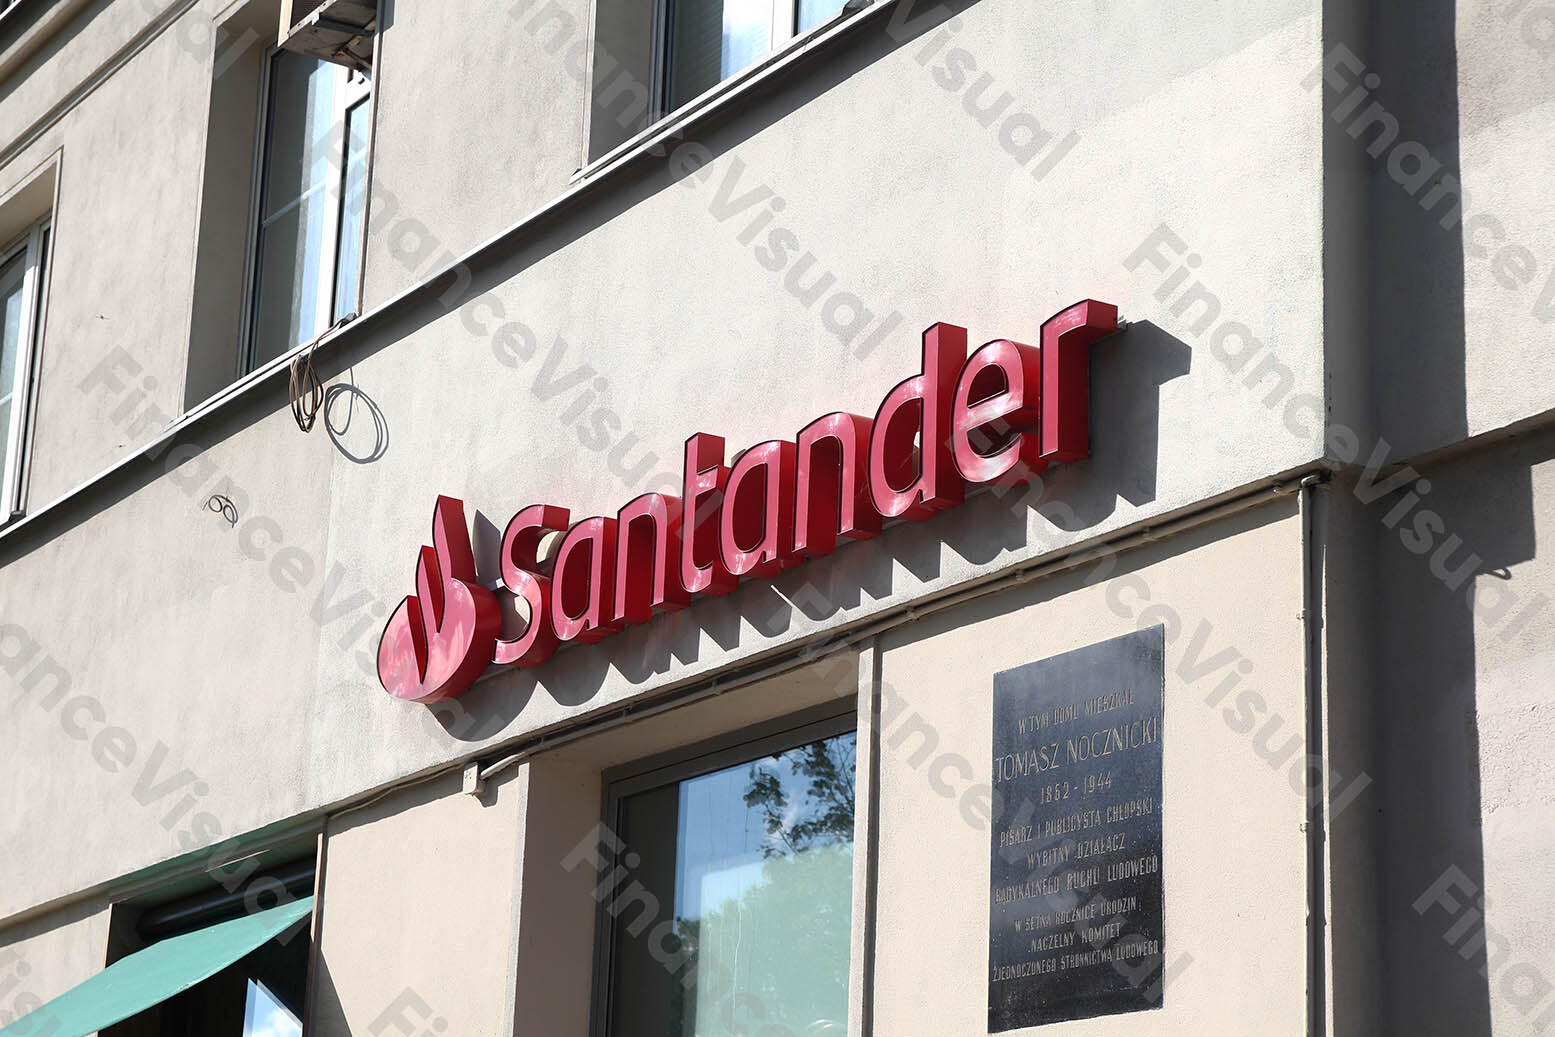 Santander
W TYM DOMU MIESZKAŁ
TOMASZ NOCZNICKI
1862 - 1944
PISARZ I PUBLICYSTA CHŁOPSKI
WYBITNY DZIAŁACZ
RADYKALNEGO RUCHU LUDOWEGO
W SETNĄ ROCZNICĘ URODZIN
NACZELNY KOMITET
ZJEDNOCZONEGO STRONNICTWA LUDOWEGO
FinanceVisual